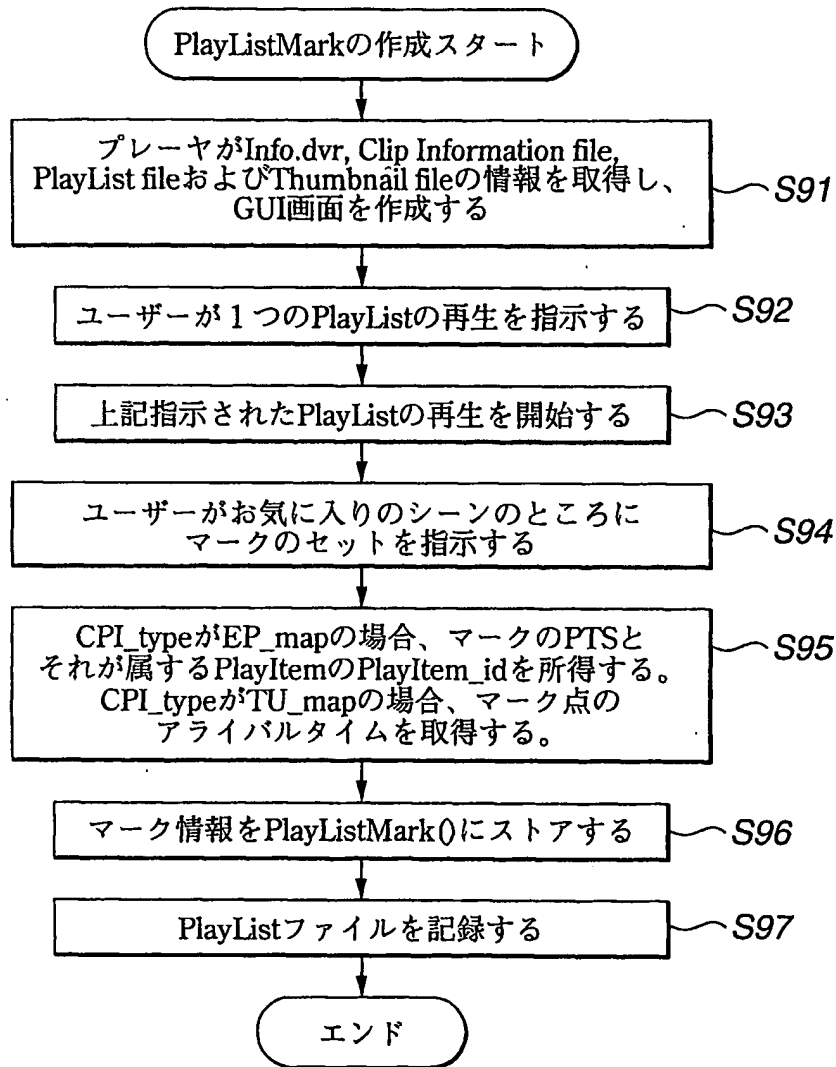 PlayListMarkの作成スタート
プレーヤがInfo.dvr, Clip Information file,
PlayList fileおよびThumbnail fileの情報を取得し、
GUI画面を作成する
S91
ユーザーが1つのPlayListの再生を指示する
S92
上記指示されたPlayListの再生を開始する
S93
ユーザーがお気に入りのシーンのところに
マークのセットを指示する
S94
CPI_typeがEP_mapの場合、マークのPTSと
それが属するPlayItemのPlayItem_idを所得する。
CPI_typeがTU_mapの場合、マーク点の
アライバルタイムを取得する。
S95
マーク情報をPlayListMark()にストアする
S96
PlayListファイルを記録する
S97
エンド